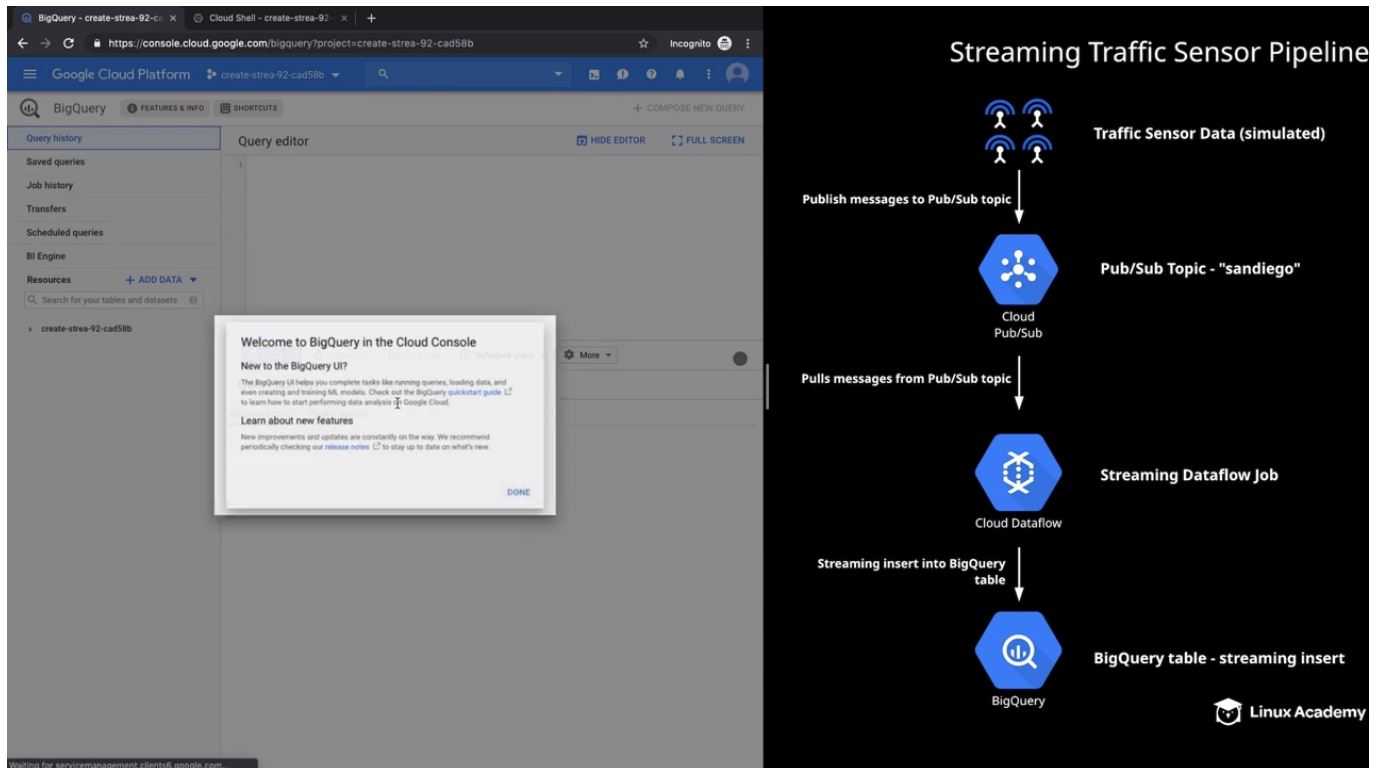 BigQuery - create-strea-92-ca
Cloud Shell - create-strea-92-
https://console.cloud.google.com/bigquery?project=create-strea-92-cad58b
Incognito
Google Cloud Platform
create-strea-92-cad58b
BigQuery
FEATURES & INFO
SHORTCUTS
+ COMPOSE NEW QUERY
Query history
Saved queries
Job history
Transfers
Scheduled queries
BI Engine
Resources
+ ADD DATA
Search for your tables and datasets
create-strea-92-cad58b
Query editor
HIDE EDITOR
FULL SCREEN
1
More
Welcome to BigQuery in the Cloud Console
New to the BigQuery UI?
The BigQuery UI helps you complete tasks like running queries, loading data, and
even creating and training ML models. Check out the BigQuery quickstart guide
to learn how to start performing data analysis on Google Cloud.
Learn about new features
New improvements and updates are constantly on the way. We recommend
periodically checking our release notes to stay up to date on what's new.
DONE
Waiting for servicemanagement.clients6.google.com...
Streaming Traffic Sensor Pipeline
Traffic Sensor Data (simulated)
Publish messages to Pub/Sub topic
Pub/Sub Topic - "sandiego"
Cloud
Pub/Sub
Pulls messages from Pub/Sub topic
Streaming Dataflow Job
Cloud Dataflow
Streaming insert into BigQuery
table
BigQuery table - streaming insert
BigQuery
Linux Academy